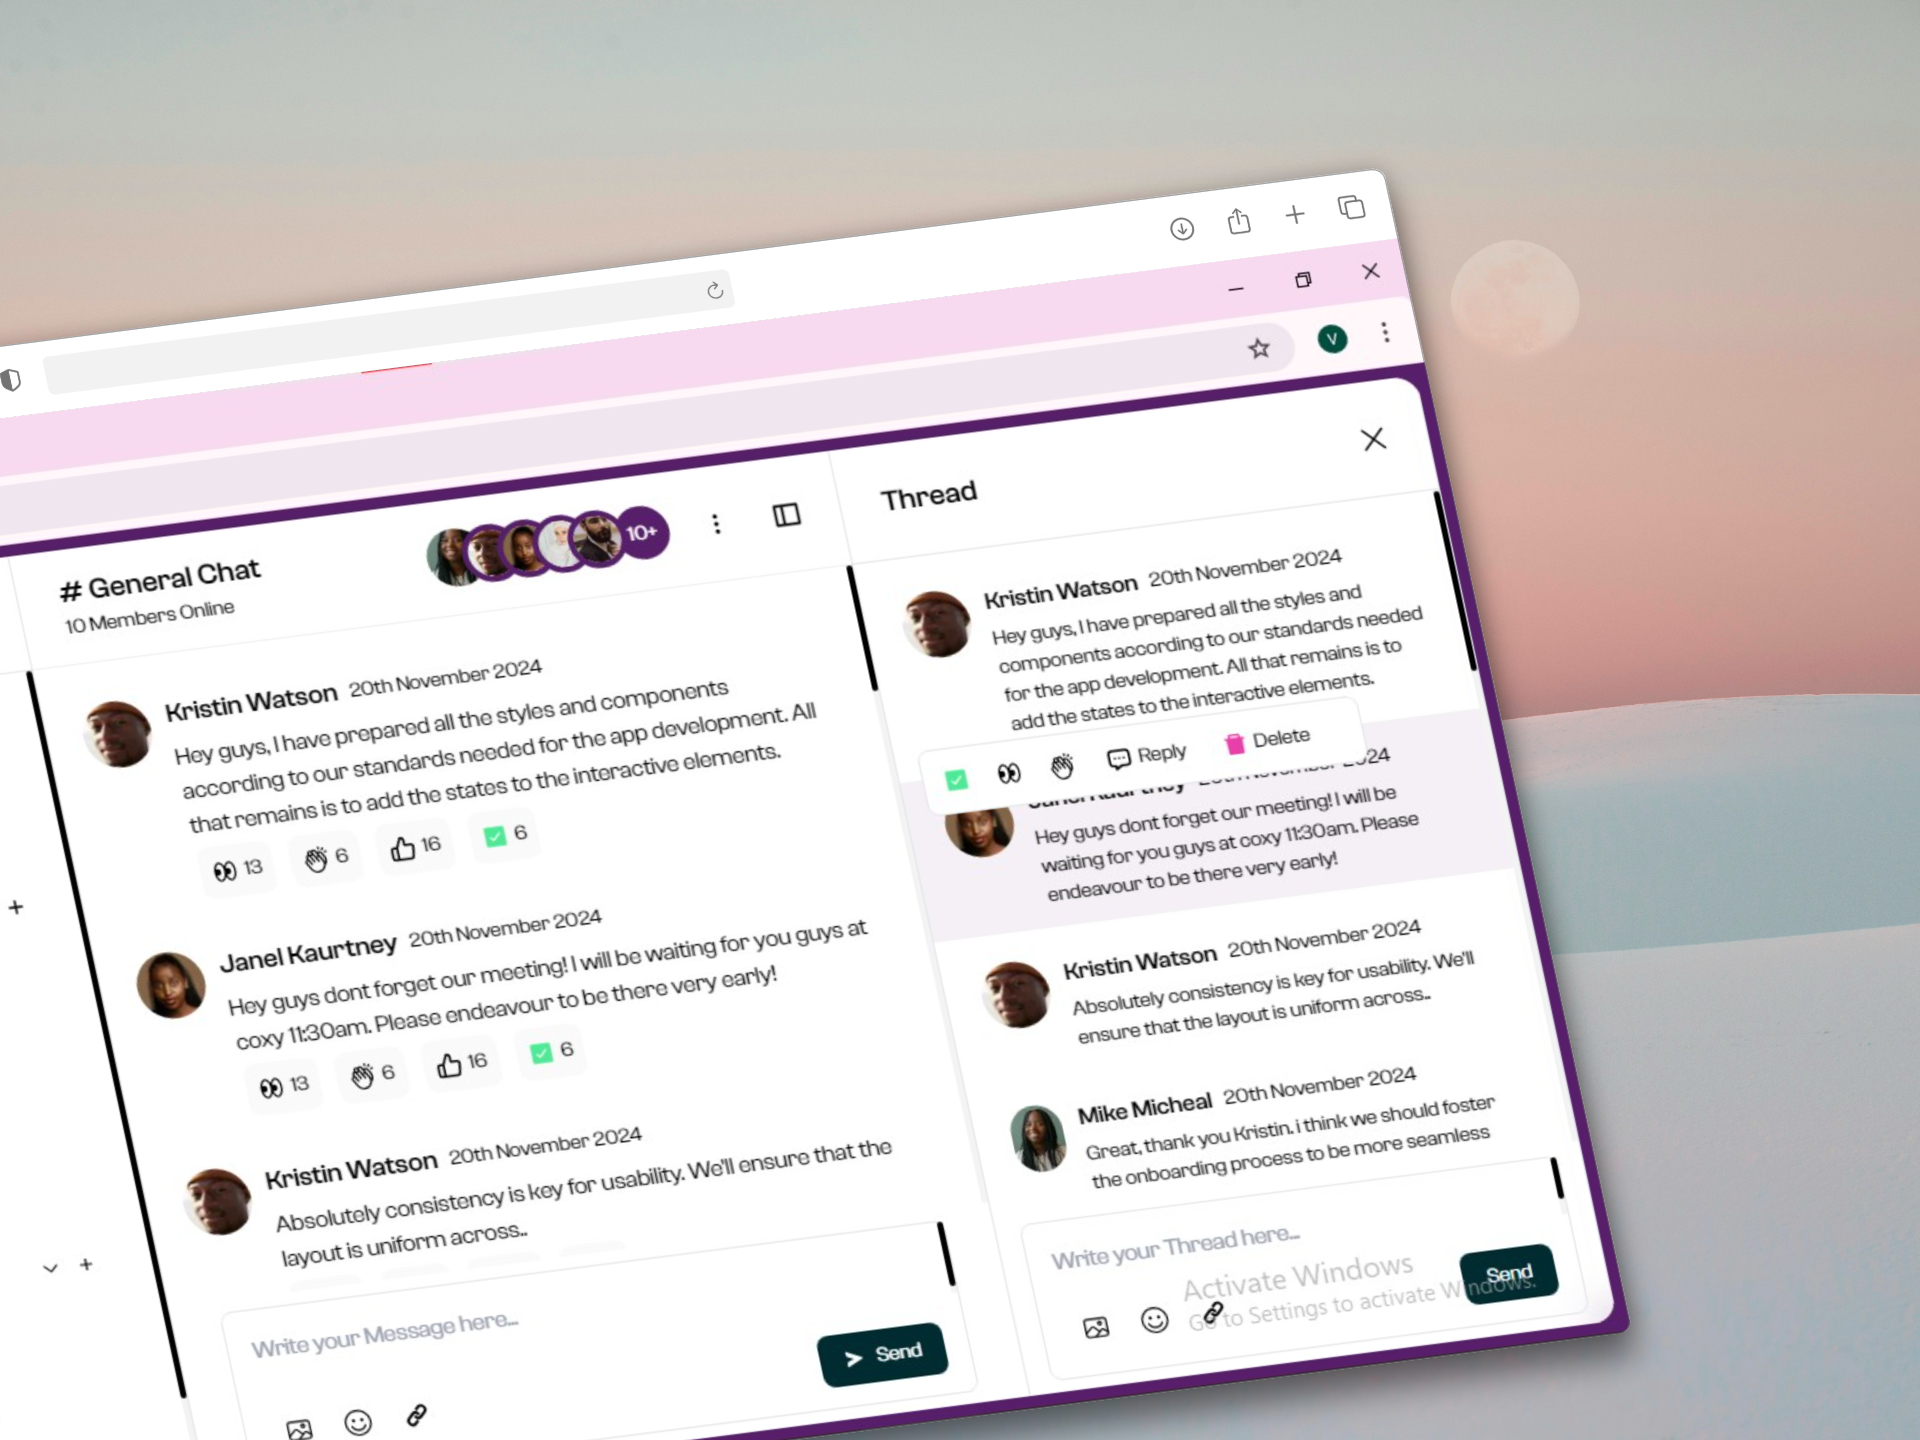 V
# General Chat
10 Members Online
10+
Kristin Watson 20th November 2024
Hey guys, I have prepared all the styles and components
according to our standards needed for the app development. All
that remains is to add the states to the interactive elements.
13 6 16 6
Janel Kaurtney 20th November 2024
Hey guys dont forget our meeting! I will be waiting for you guys at
coxy 11:30am. Please endeavour to be there very early!
13 6 16 6
Kristin Watson 20th November 2024
Absolutely consistency is key for usability. We'll ensure that the
layout is uniform across..
Write your Message here...
Send
Thread
Kristin Watson 20th November 2024
Hey guys, I have prepared all the styles and
components according to our standards needed
for the app development. All that remains is to
add the states to the interactive elements.
Reply Delete
Janel Kaurtney 20th November 2024
Hey guys dont forget our meeting! I will be
waiting for you guys at coxy 11:30am. Please
endeavour to be there very early!
Kristin Watson 20th November 2024
Absolutely consistency is key for usability. We'll
ensure that the layout is uniform across..
Mike Micheal 20th November 2024
Great, thank you Kristin. i think we should foster
the onboarding process to be more seamless
Write your Thread here...
Send
Activate Windows
Go to Settings to activate Windows.